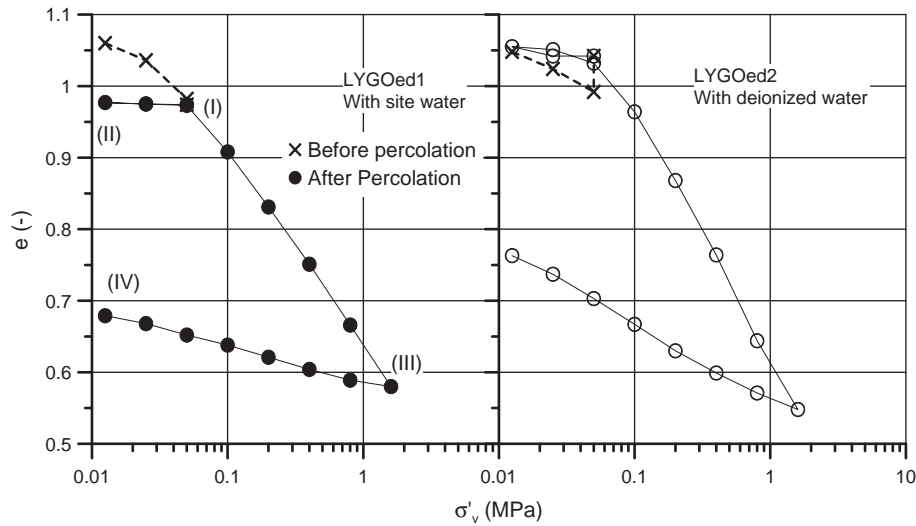 1.1
1
0.9
0.8
0.7
0.6
0.5
e (-)
LYGOed1
With site water
(I)
(II)
× Before percolation
● After Percolation
(IV)
(III)
LYGOed2
With deionized water
0.01
0.1
1
0.01
0.1
1
10
σ'v (MPa)